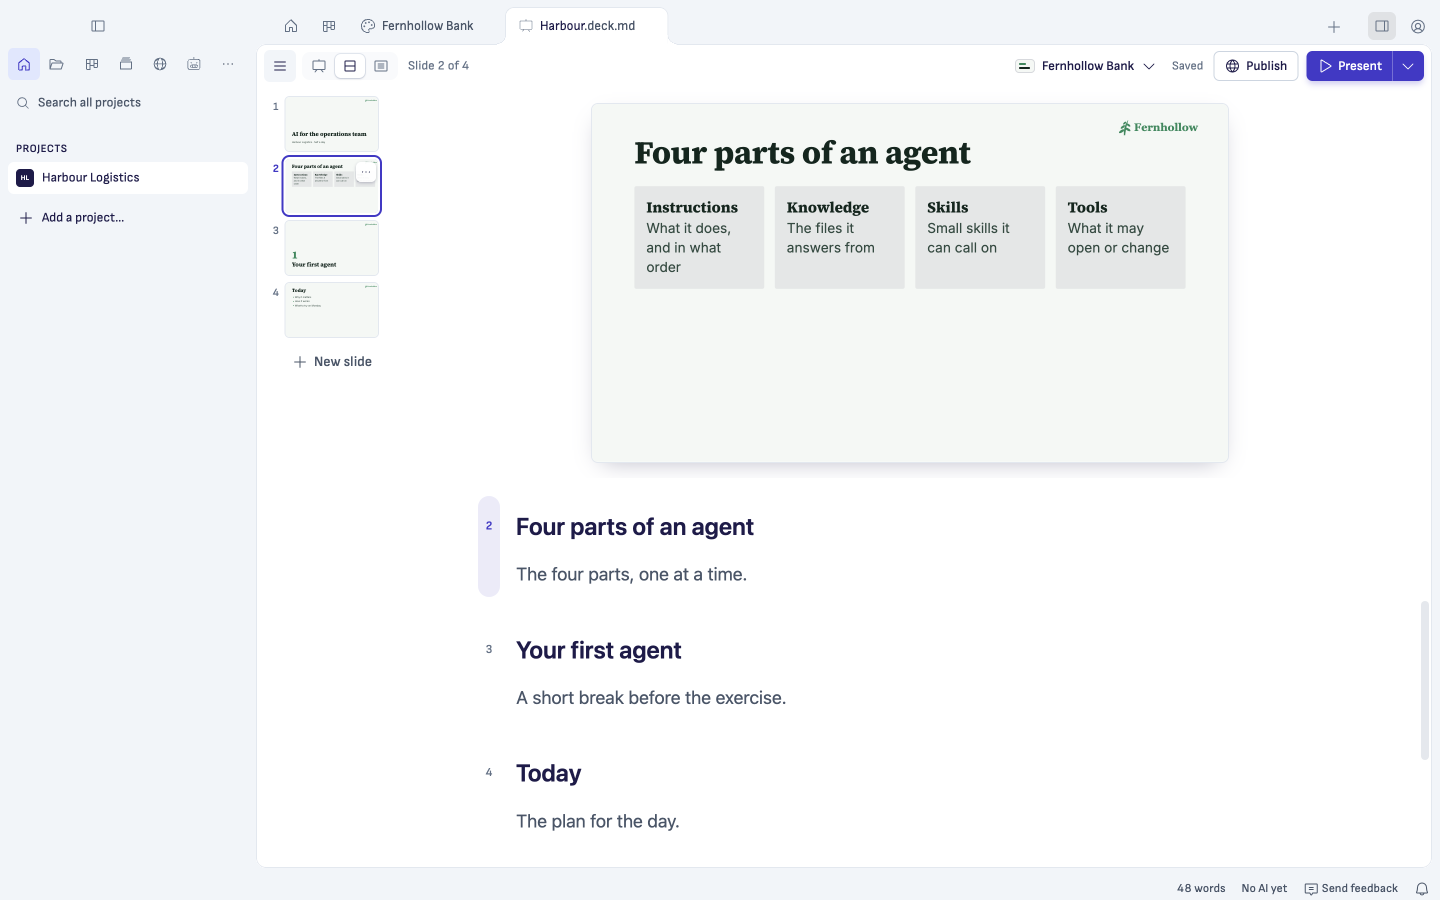 Fernhollow Bank
Harbour.deck.md
Slide 2 of 4
Fernhollow Bank
Saved
Publish
Present
Search all projects
PROJECTS
HL
Harbour Logistics
Add a project...
1
AI for the operations team
2
Four parts of an agent
3
1
Your first agent
4
Today
New slide
Fernhollow
Four parts of an agent
Instructions
What it does,
and in what
order
Knowledge
The files it
answers from
Skills
Small skills it
can call on
Tools
What it may
open or change
2
Four parts of an agent
The four parts, one at a time.
3
Your first agent
A short break before the exercise.
4
Today
The plan for the day.
48 words
No AI yet
Send feedback